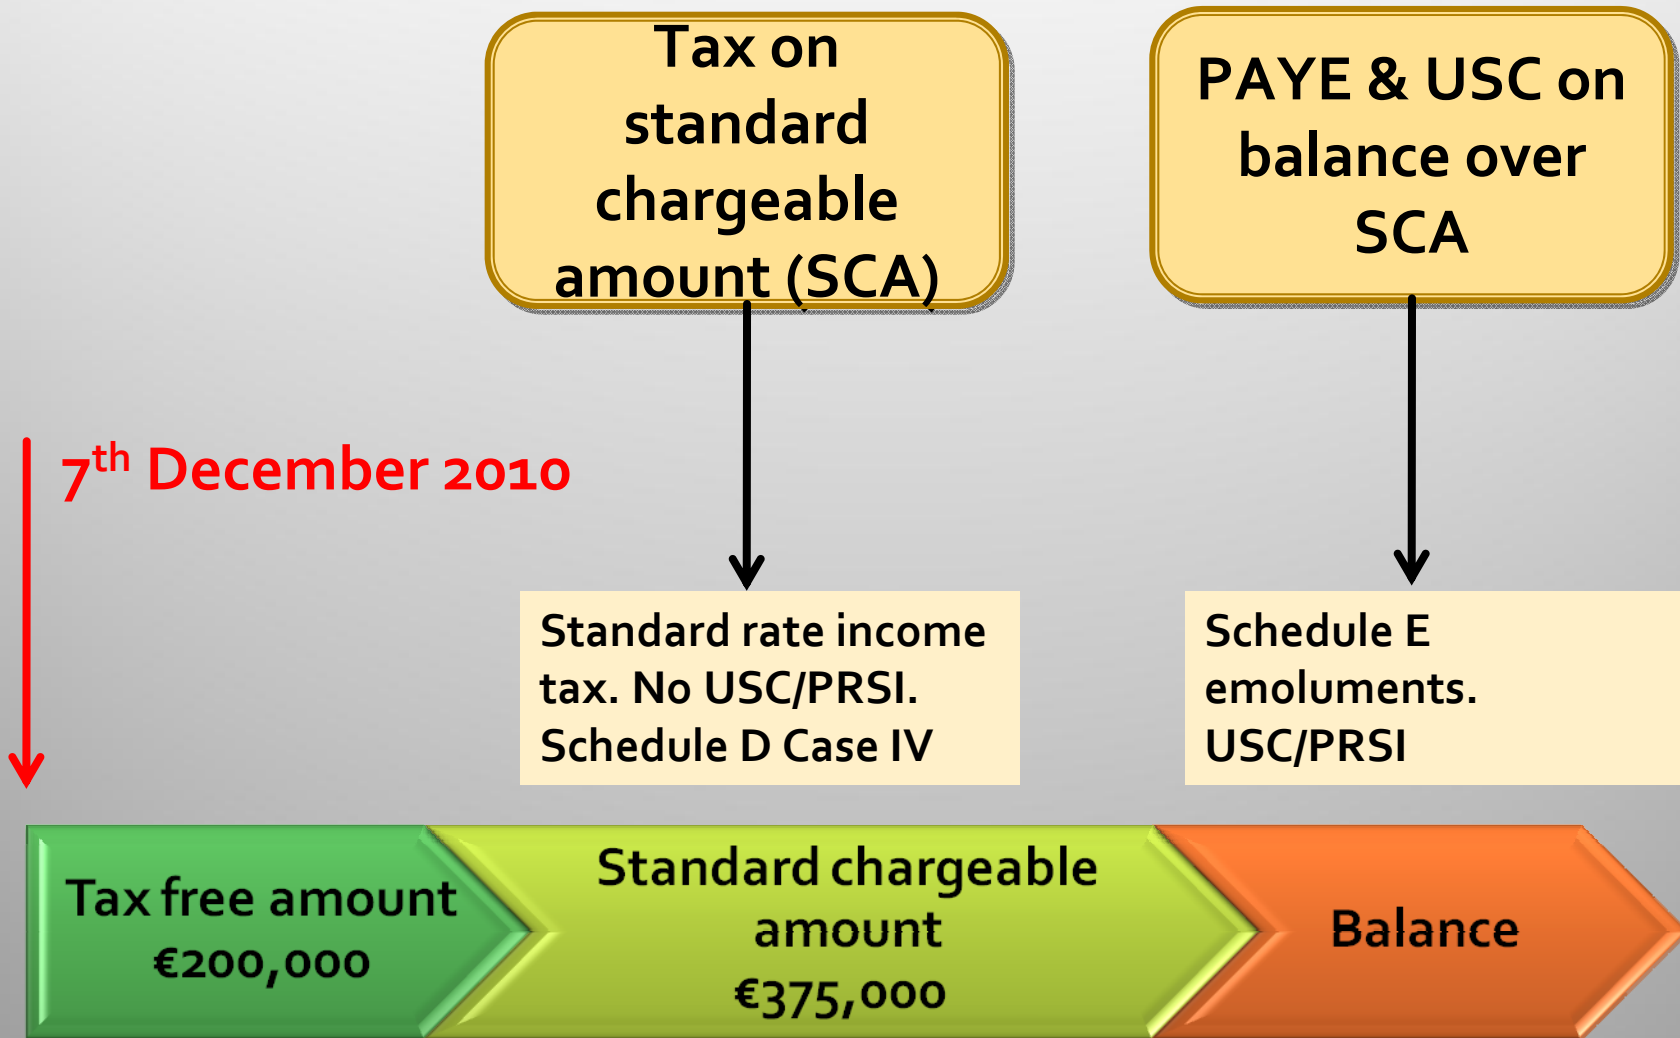 Tax on
standard
chargeable
amount (SCA)
PAYE & USC on
balance over
SCA
7th December 2010
Standard rate income
tax. No USC/PRSI.
Schedule D Case IV
Schedule E
emoluments.
USC/PRSI
Tax free amount
€200,000
Standard chargeable
amount
€375,000
Balance